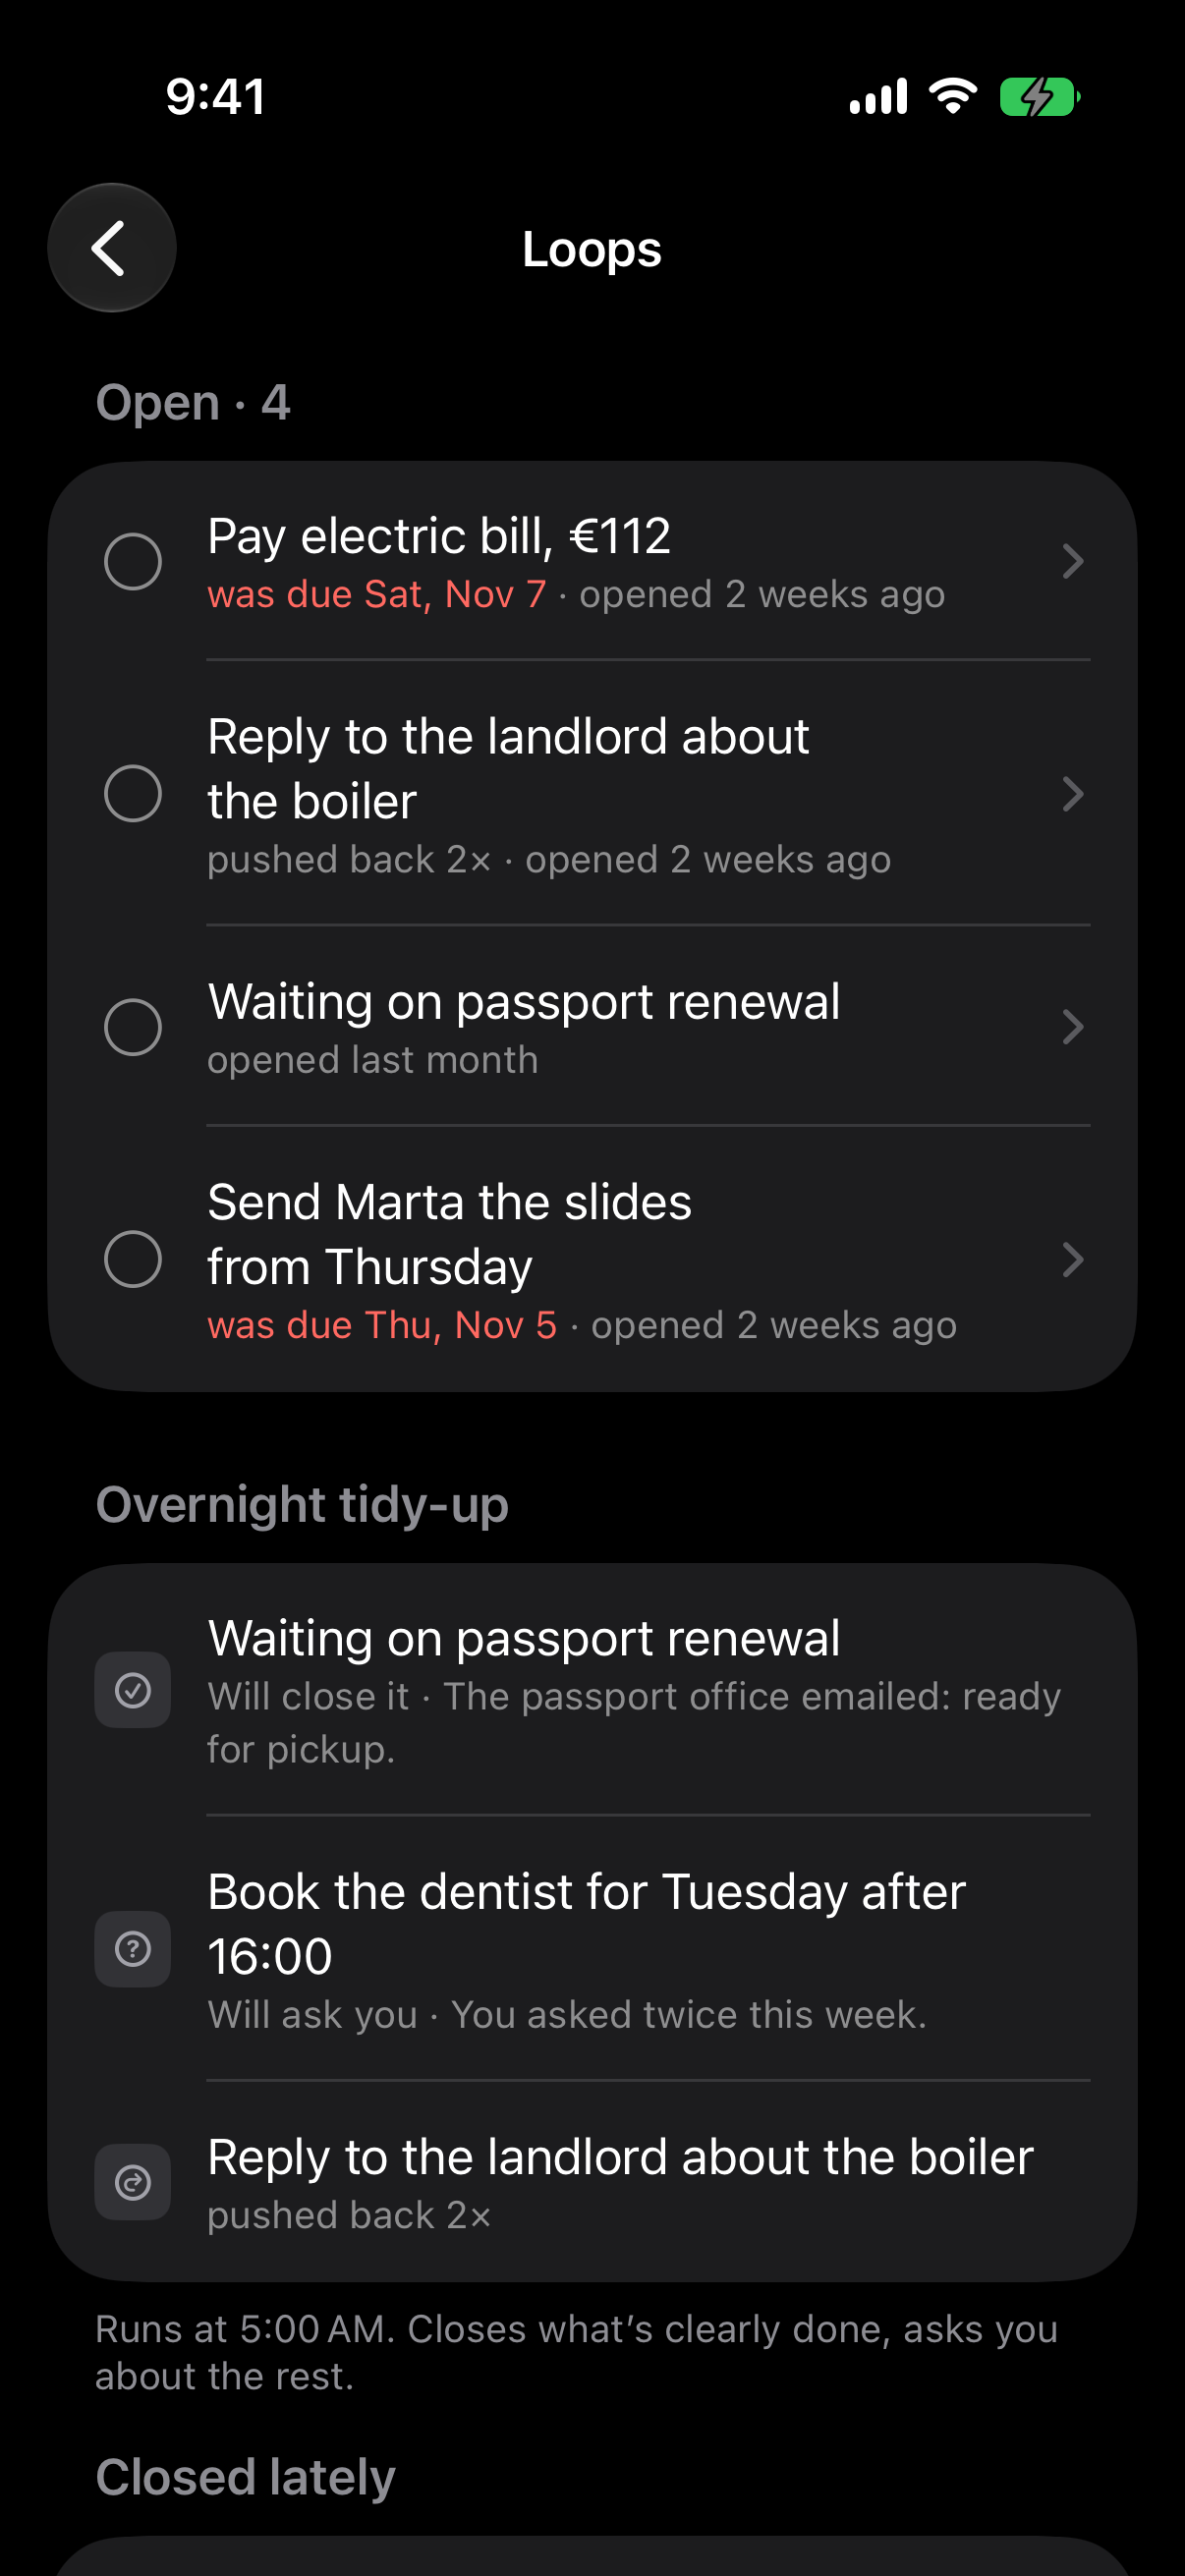 9:41
Loops
Open · 4
Pay electric bill, €112
was due Sat, Nov 7 · opened 2 weeks ago
Reply to the landlord about
the boiler
pushed back 2× · opened 2 weeks ago
Waiting on passport renewal
opened last month
Send Marta the slides
from Thursday
was due Thu, Nov 5 · opened 2 weeks ago
Overnight tidy-up
Waiting on passport renewal
Will close it · The passport office emailed: ready
for pickup.
Book the dentist for Tuesday after
16:00
Will ask you · You asked twice this week.
Reply to the landlord about the boiler
pushed back 2×
Runs at 5:00 AM. Closes what’s clearly done, asks you
about the rest.
Closed lately